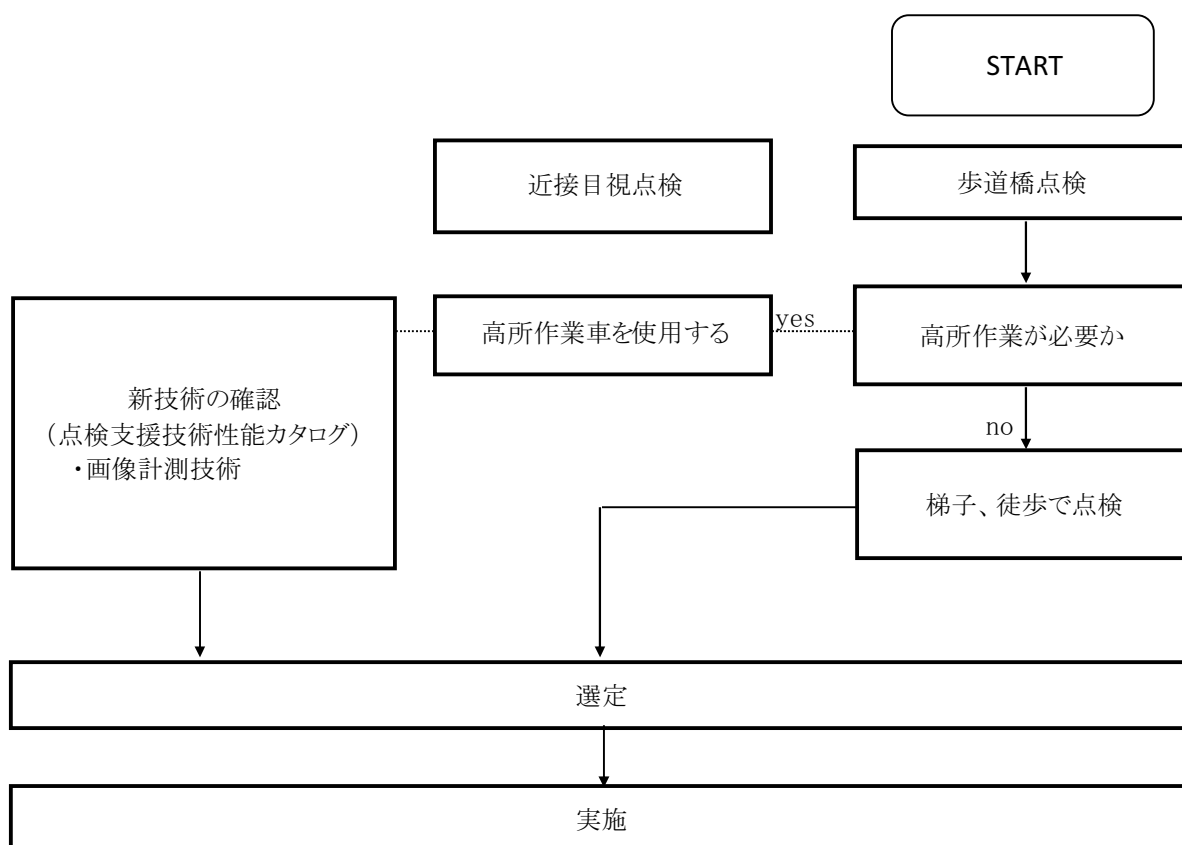 START
近接目視点検
歩道橋点検
新技術の確認
（点検支援技術性能カタログ）
・画像計測技術
高所作業車を使用する
yes
高所作業が必要か
no
梯子、徒歩で点検
選定
実施